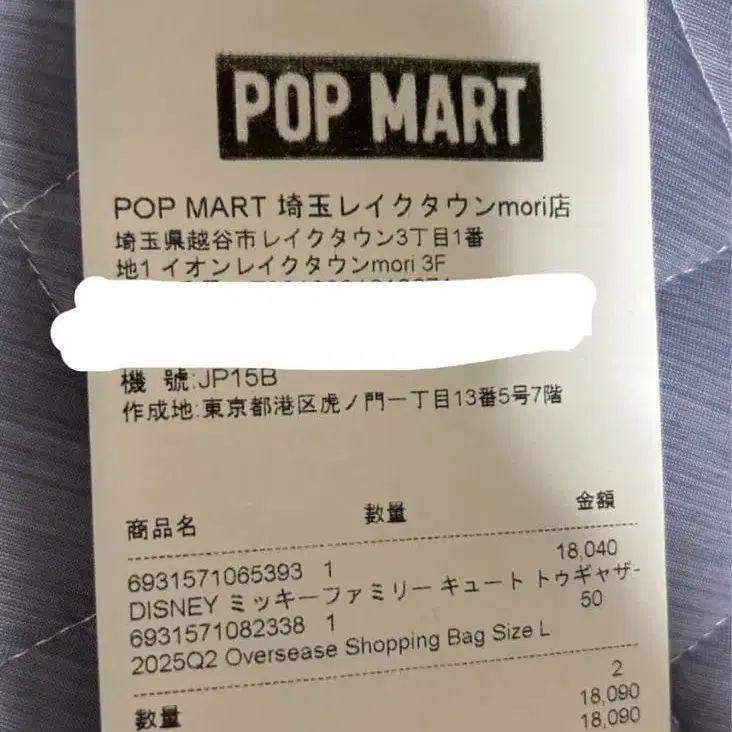 POP MART
POP MART 埼玉レイクタウンmori店
埼玉県越谷市レイクタウン3丁目1番
地1 イオンレイクタウンmori 3F
機 號:JP15B
作成地:東京都港区虎ノ門一丁目13番5号7階
商品名 数量 金額
6931571065393 1 18,040
DISNEY ミッキーファミリー キュート トゥギャザ-
6931571082338 1 50
2025Q2 Oversease Shopping Bag Size L
数量 2
18,090
18,090